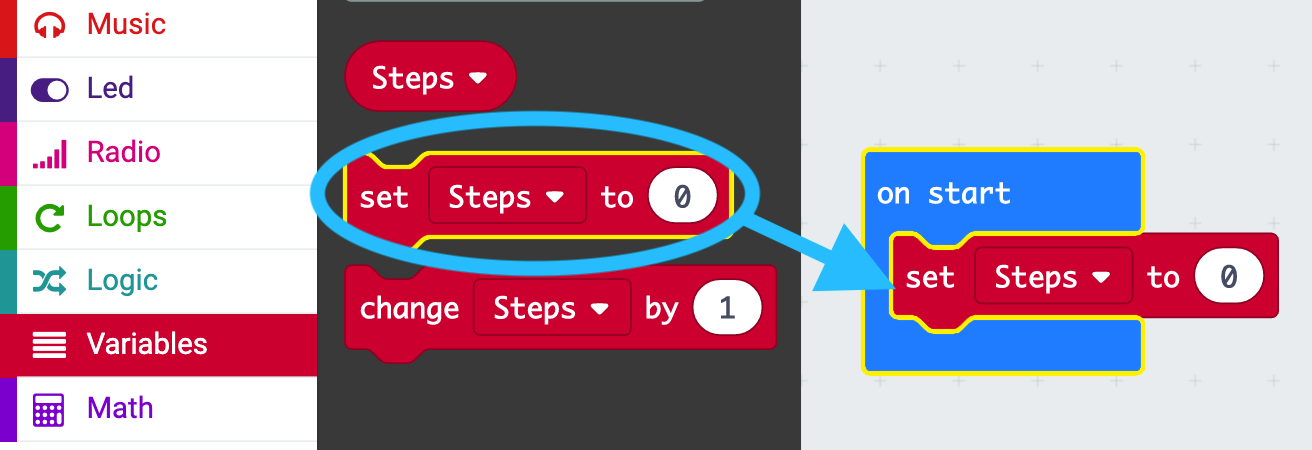 Music
Led
Radio
Loops
Logic
Variables
Math
Steps
set Steps to 0
change Steps by 1
on start
set Steps to 0